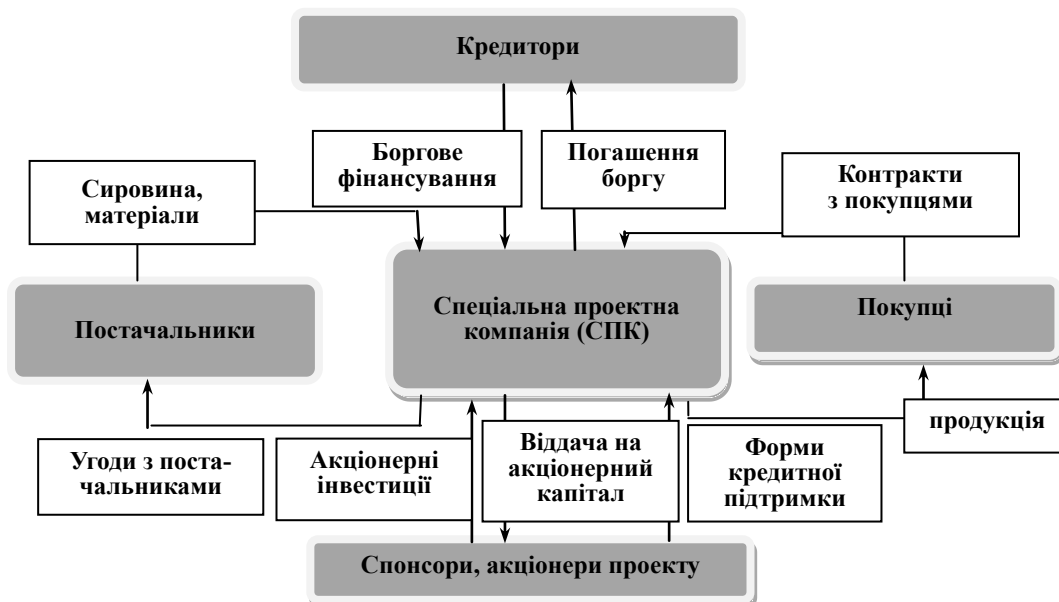 Кредитори
Боргове
фінансування
Погашення
боргу
Сировина,
матеріали
Контракти
з покупцями
Постачальники
Спеціальна проектна
компанія (СПК)
Покупці
Угоди з поста-
чальниками
Акціонерні
інвестиції
Віддача на
акціонерний
капітал
Форми
кредитної
підтримки
продукція
Спонсори, акціонери проекту